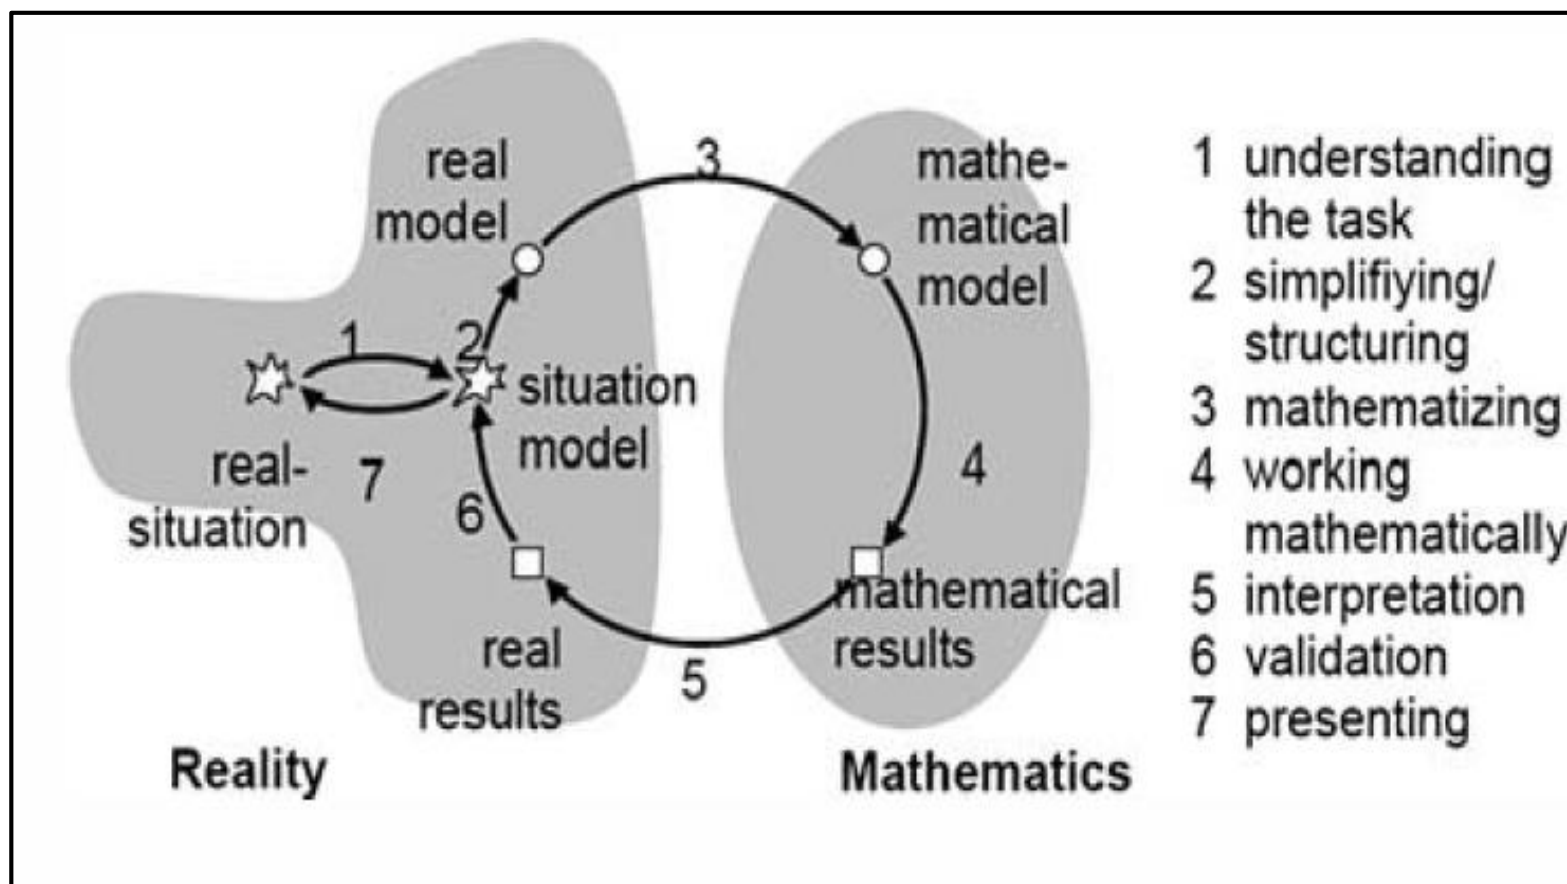 real
model
3
mathe-
matical
model
1
2
situation
model
real-
situation
7
6
4
mathematical
results
real
results
5
Reality
Mathematics
1 understanding
the task
2 simplifiying/
structuring
3 mathematizing
4 working
mathematically
5 interpretation
6 validation
7 presenting